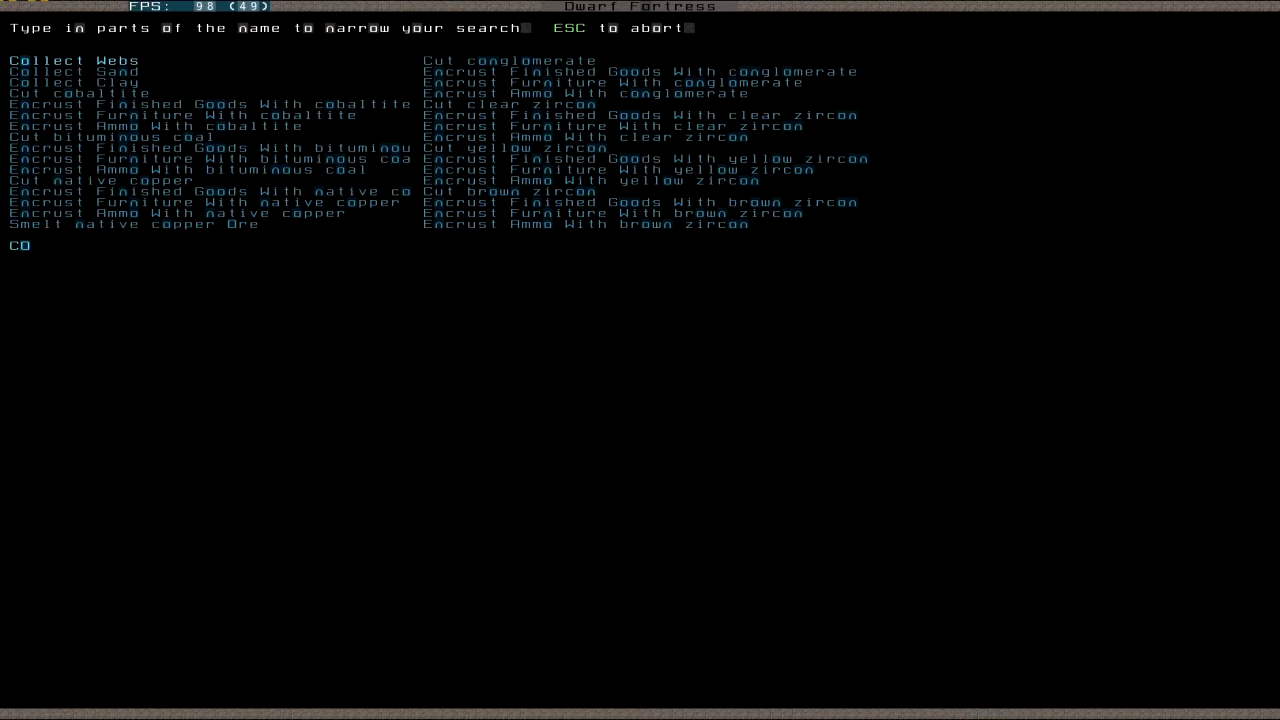 FPS: 98 (49) Dwarf Fortress
Type in parts of the name to narrow your search ESC to abort
Collect Webs
Collect Sand
Collect Clay
Cut cobaltite
Encrust Finished Goods With cobaltite
Encrust Furniture With cobaltite
Encrust Ammo With cobaltite
Cut bituminous coal
Encrust Finished Goods With bituminou
Encrust Furniture With bituminous coa
Encrust Ammo With bituminous coal
Cut native copper
Encrust Finished Goods With native co
Encrust Furniture With native copper
Encrust Ammo With native copper
Smelt native copper Ore
Cut conglomerate
Encrust Finished Goods With conglomerate
Encrust Furniture With conglomerate
Encrust Ammo With conglomerate
Cut clear zircon
Encrust Finished Goods With clear zircon
Encrust Furniture With clear zircon
Encrust Ammo With clear zircon
Cut yellow zircon
Encrust Finished Goods With yellow zircon
Encrust Furniture With yellow zircon
Encrust Ammo With yellow zircon
Cut brown zircon
Encrust Finished Goods With brown zircon
Encrust Furniture With brown zircon
Encrust Ammo With brown zircon
CO